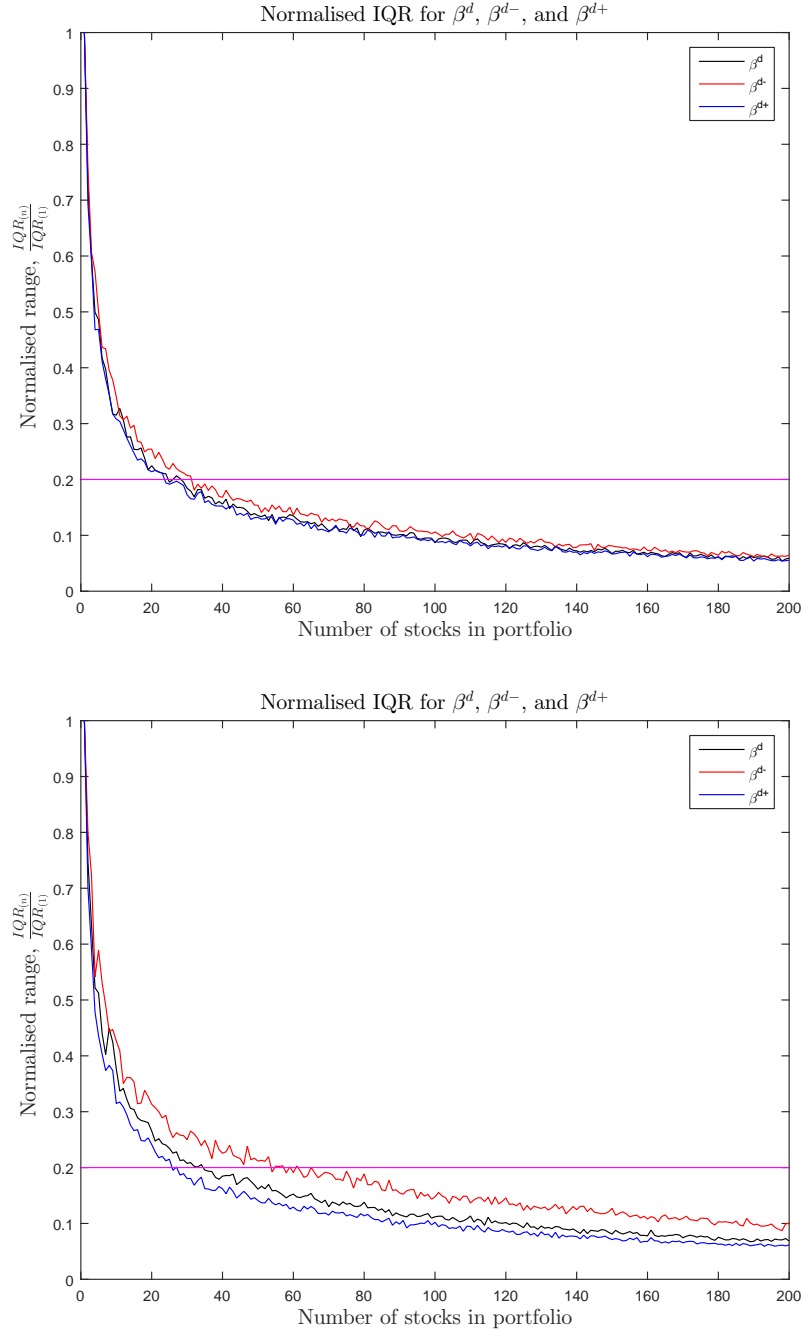 Normalised IQR for β^d, β^{d−}, and β^{d+}
1
0.9
0.8
0.7
0.6
0.5
0.4
0.3
0.2
0.1
0
Normalised range, IQR_(n)/IQR_(1)
β^d
β^{d-}
β^{d+}
0 20 40 60 80 100 120 140 160 180 200
Number of stocks in portfolio
Normalised IQR for β^d, β^{d−}, and β^{d+}
1
0.9
0.8
0.7
0.6
0.5
0.4
0.3
0.2
0.1
0
Normalised range, IQR_(n)/IQR_(1)
β^d
β^{d-}
β^{d+}
0 20 40 60 80 100 120 140 160 180 200
Number of stocks in portfolio